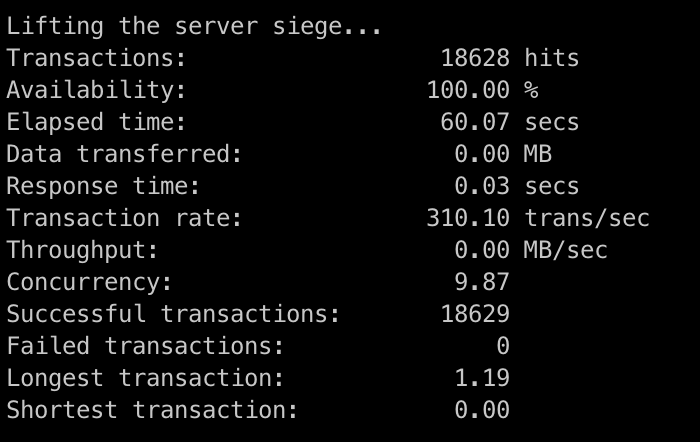 Lifting the server siege...
Transactions: 18628 hits
Availability: 100.00 %
Elapsed time: 60.07 secs
Data transferred: 0.00 MB
Response time: 0.03 secs
Transaction rate: 310.10 trans/sec
Throughput: 0.00 MB/sec
Concurrency: 9.87
Successful transactions: 18629
Failed transactions: 0
Longest transaction: 1.19
Shortest transaction: 0.00